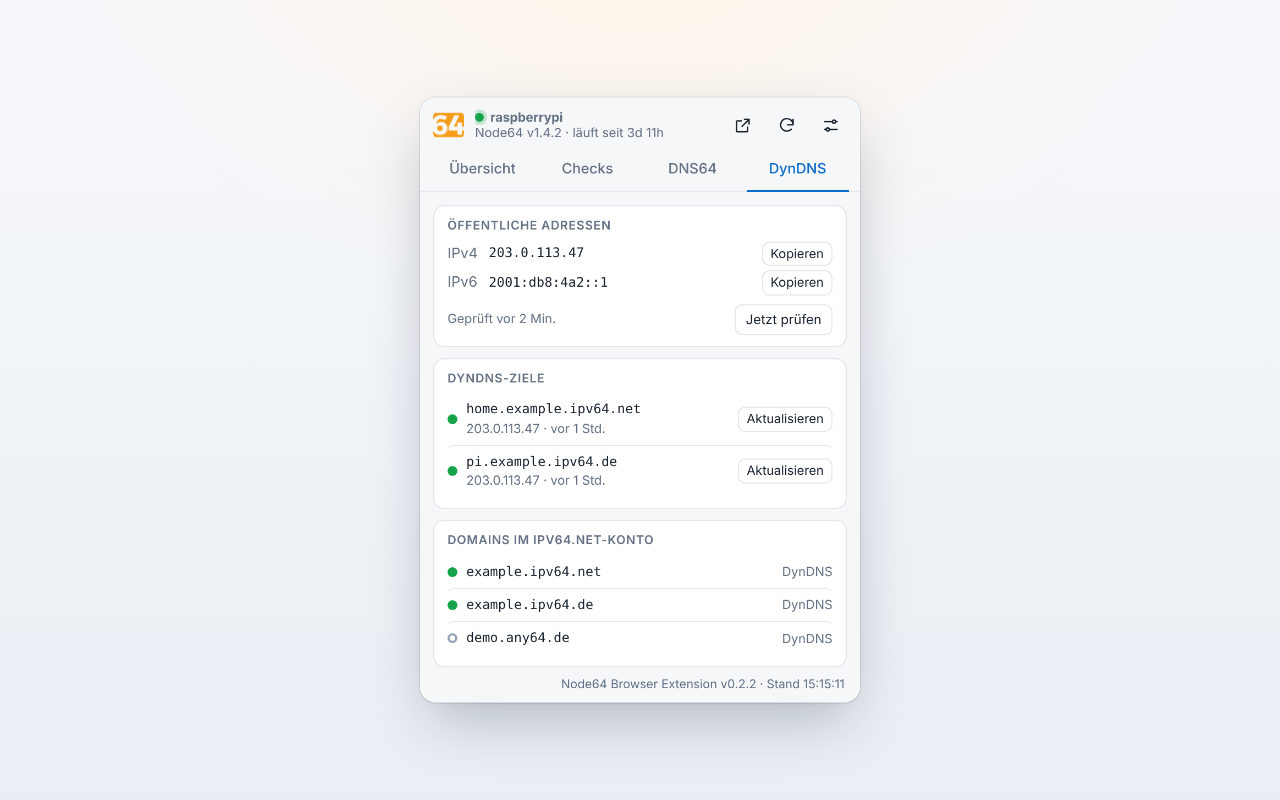 64 raspberrypi
Node64 v1.4.2 · läuft seit 3d 11h
Übersicht Checks DNS64 DynDNS
ÖFFENTLICHE ADRESSEN
IPv4 203.0.113.47 Kopieren
IPv6 2001:db8:4a2::1 Kopieren
Geprüft vor 2 Min. Jetzt prüfen
DYNDNS-ZIELE
home.example.ipv64.net
203.0.113.47 · vor 1 Std. Aktualisieren
pi.example.ipv64.de
203.0.113.47 · vor 1 Std. Aktualisieren
DOMAINS IM IPV64.NET-KONTO
example.ipv64.net DynDNS
example.ipv64.de DynDNS
demo.any64.de DynDNS
Node64 Browser Extension v0.2.2 · Stand 15:15:11